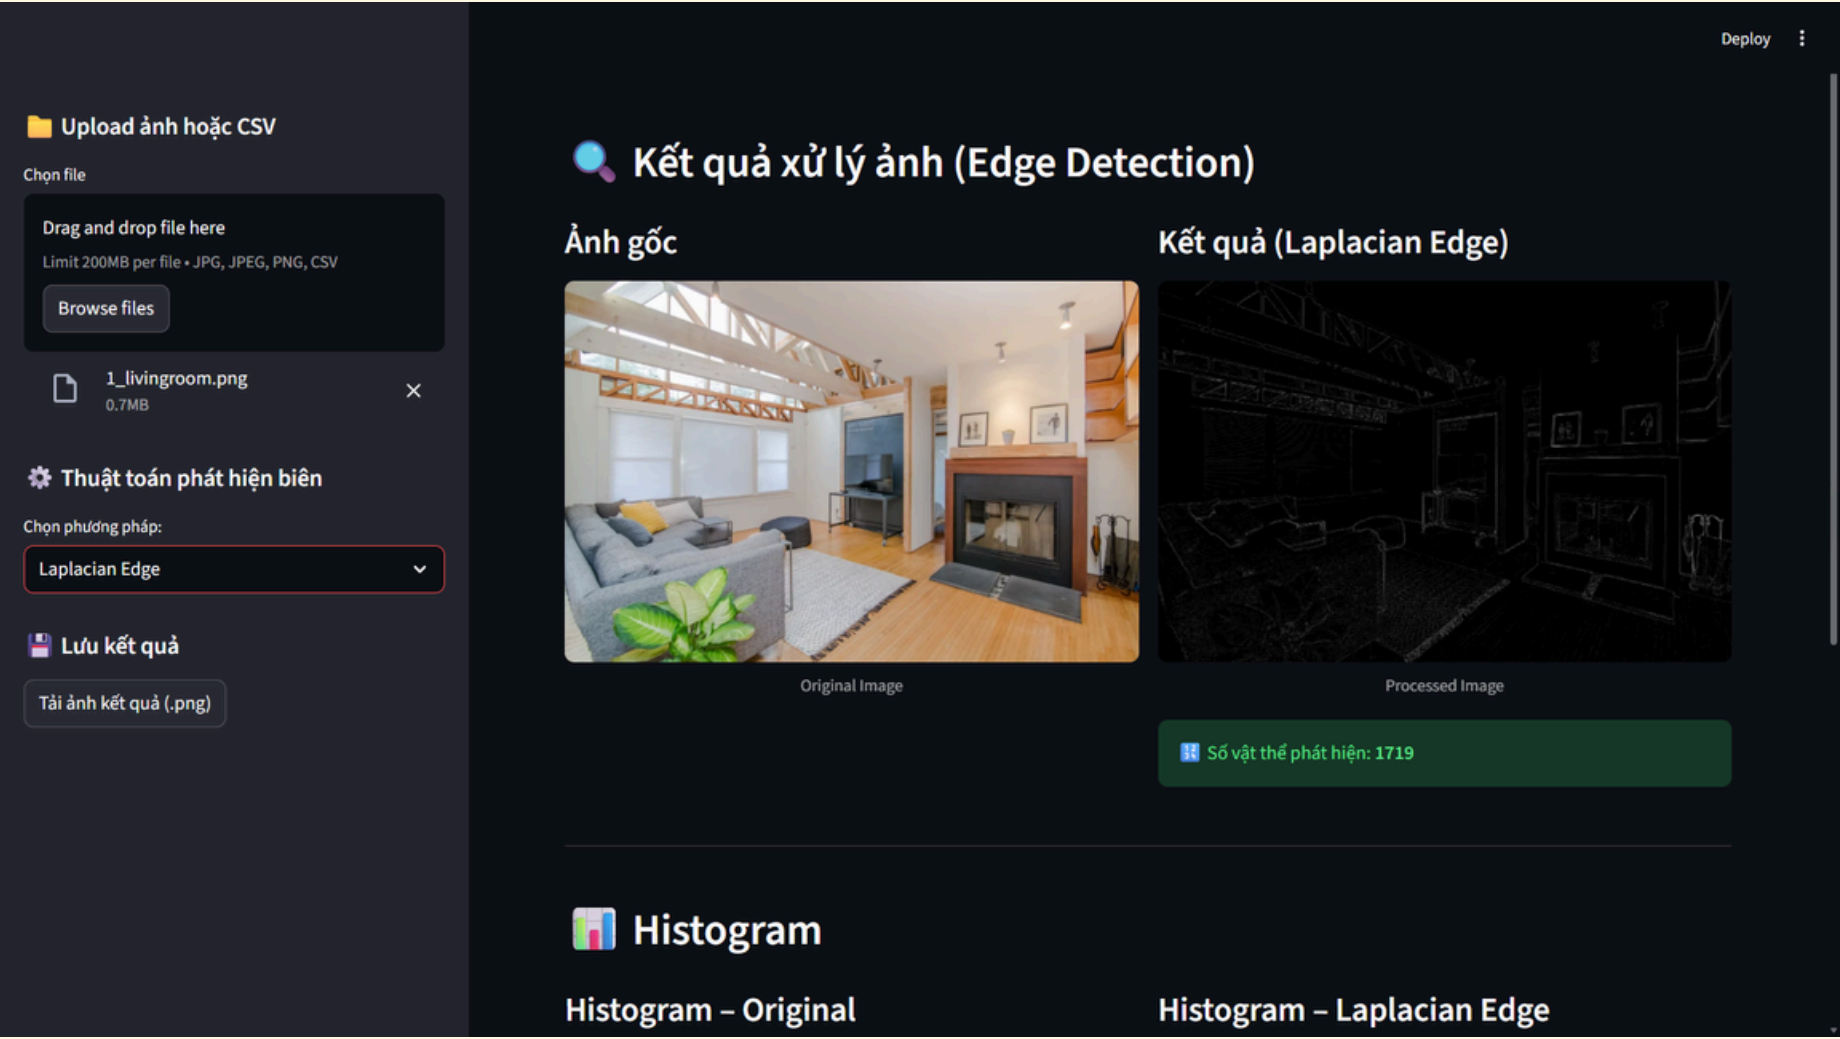 Deploy
Upload ảnh hoặc CSV
Chọn file
Drag and drop file here
Limit 200MB per file • JPG, JPEG, PNG, CSV
Browse files
1_livingroom.png
0.7MB
Thuật toán phát hiện biên
Chọn phương pháp:
Laplacian Edge
Lưu kết quả
Tải ảnh kết quả (.png)
Kết quả xử lý ảnh (Edge Detection)
Ảnh gốc
Original Image
Kết quả (Laplacian Edge)
Processed Image
Số vật thể phát hiện: 1719
Histogram
Histogram – Original
Histogram – Laplacian Edge